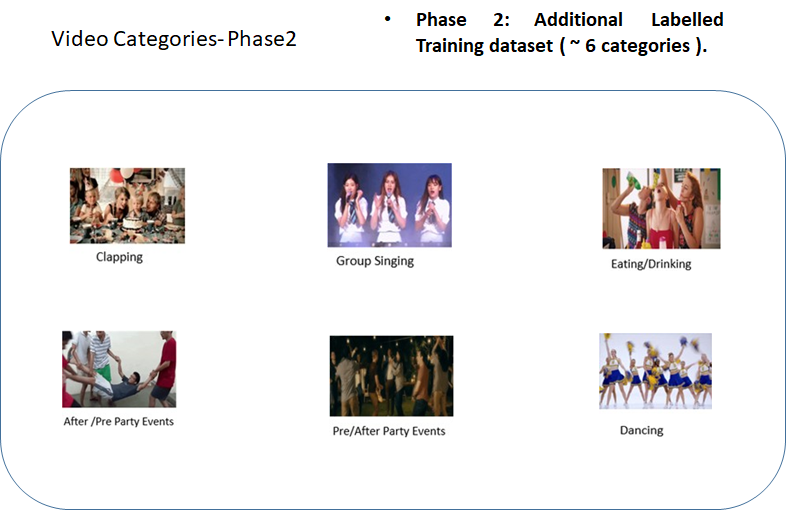 Video Categories- Phase2
• Phase 2: Additional Labelled
Training dataset ( ~ 6 categories ).
Clapping
Group Singing
Eating/Drinking
After /Pre Party Events
Pre/After Party Events
Dancing